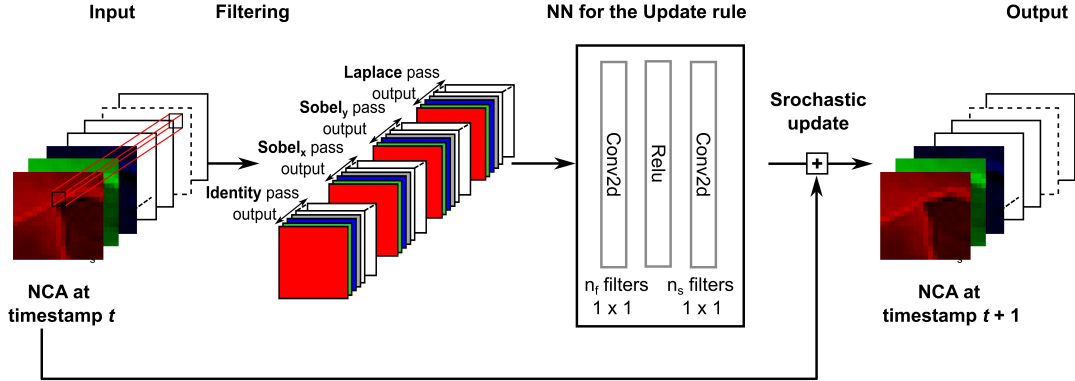 Input
Filtering
NN for the Update rule
Output
Laplace pass
output
Sobely pass
output
Sobelx pass
output
Identity pass
output
Conv2d
Relu
Conv2d
nf filters
1 x 1
ns filters
1 x 1
Srochastic
update
+
s
NCA at
timestamp t
s
NCA at
timestamp t + 1